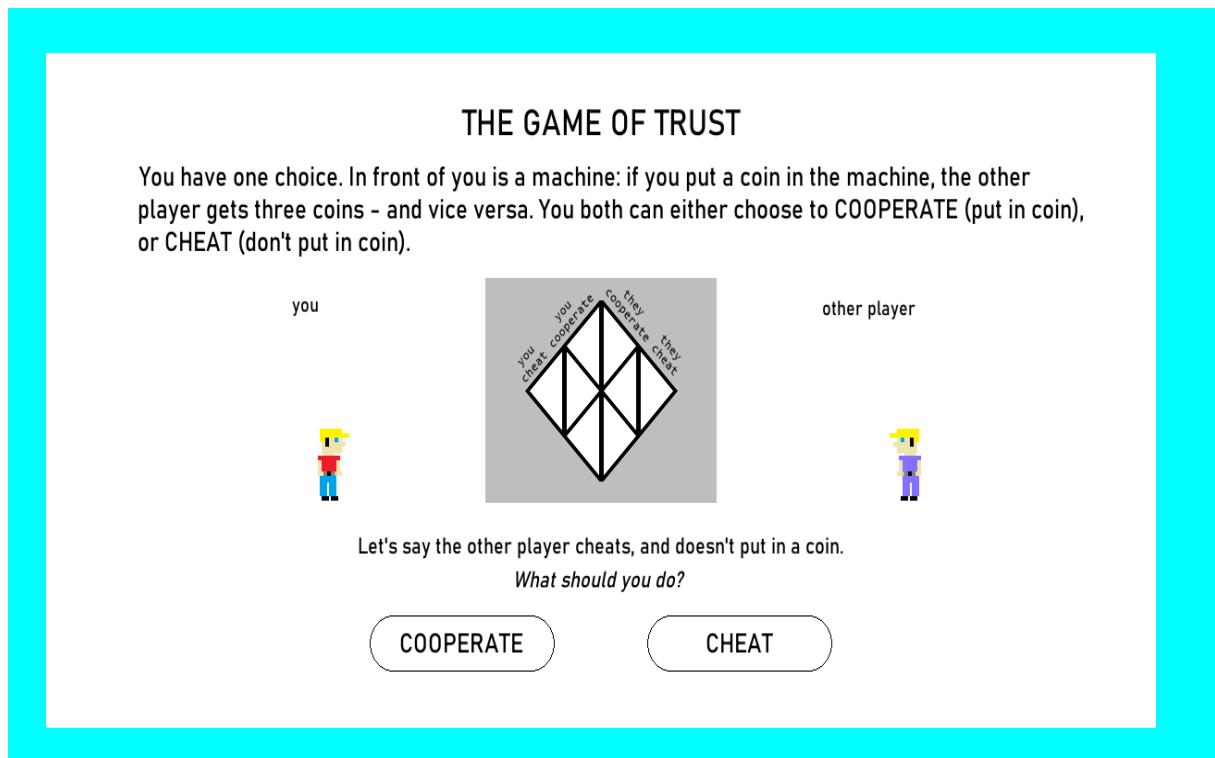 THE GAME OF TRUST
You have one choice. In front of you is a machine: if you put a coin in the machine, the other
player gets three coins - and vice versa. You both can either choose to COOPERATE (put in coin),
or CHEAT (don't put in coin).
you
you
cheat
you
cooperate
they
cooperate
they
cheat
other player
Let's say the other player cheats, and doesn't put in a coin.
What should you do?
COOPERATE
CHEAT